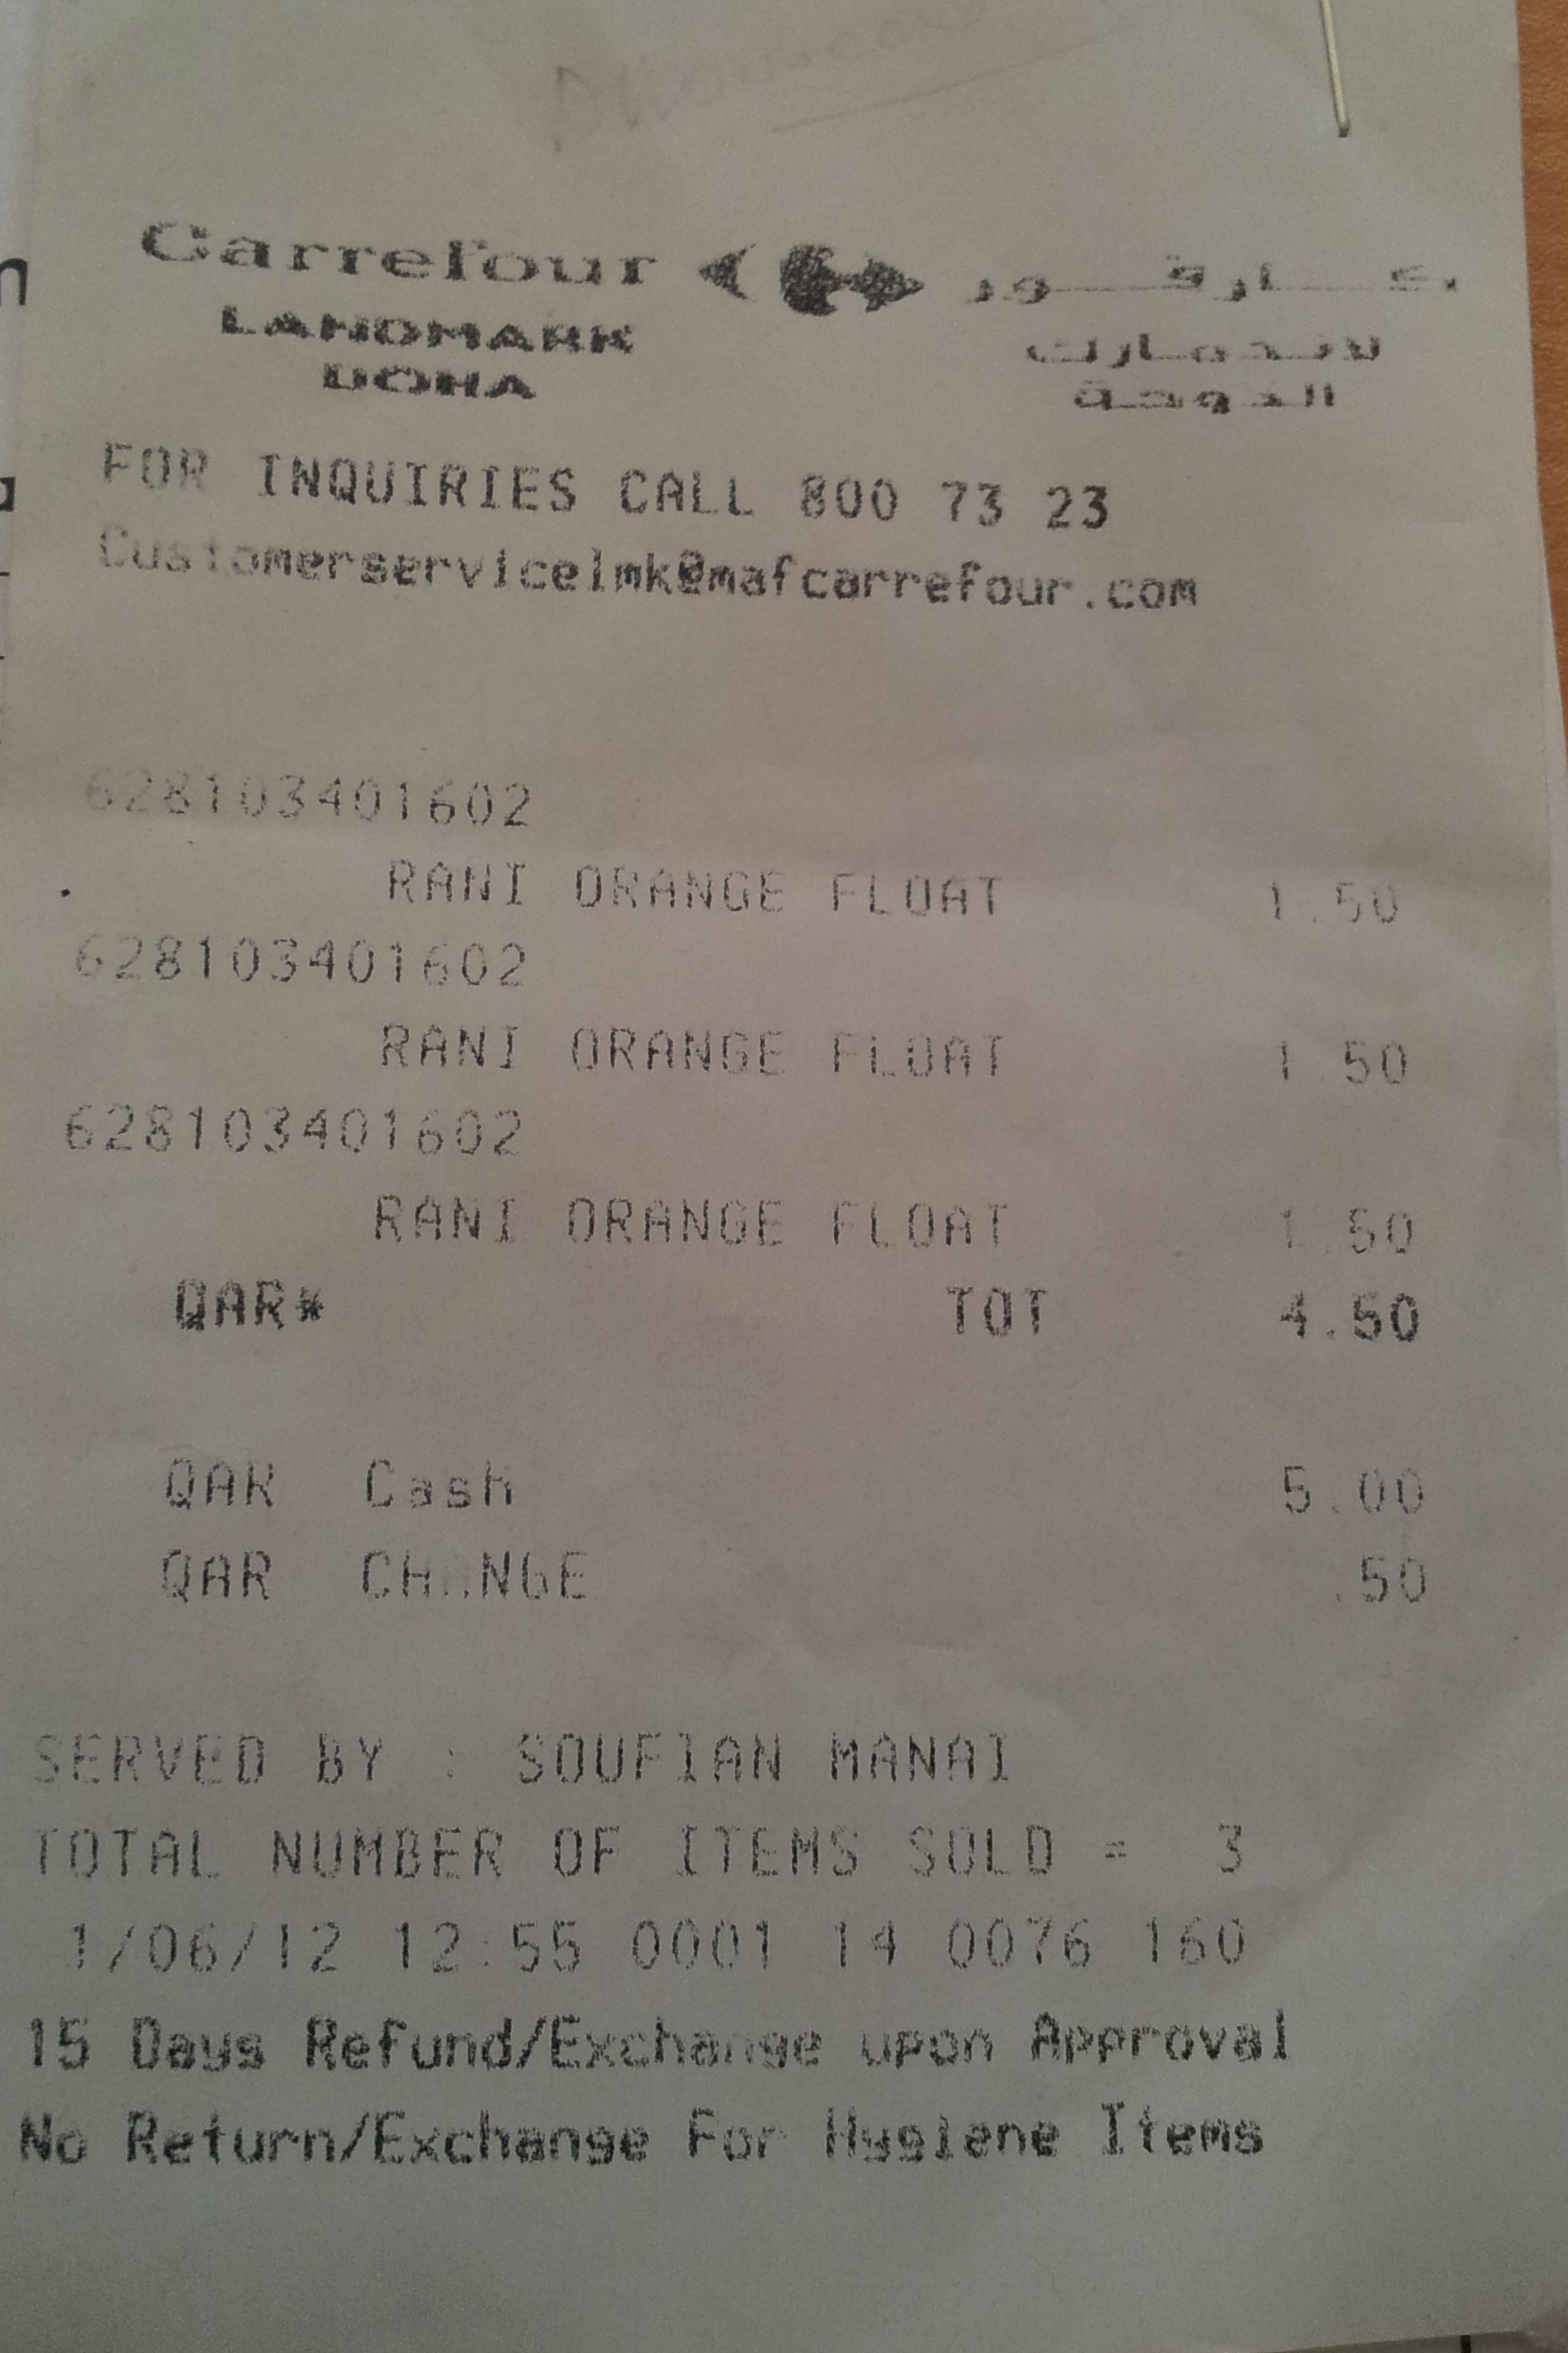 Carrefour كارفور
LANDMARK لاندمارك
DOHA الدوحة
FOR INQUIRIES CALL 800 73 23
Customerservicelmk@mafcarrefour.com
628103401602
RANI ORANGE FLOAT 1.50
628103401602
RANI ORANGE FLOAT 1.50
628103401602
RANI ORANGE FLOAT 1.50
QAR* TOT 4.50
QAR Cash 5.00
QAR CHANGE .50
SERVED BY : SOUFIAN MANAI
TOTAL NUMBER OF ITEMS SOLD = 3
1/06/12 12:55 0001 14 0076 160
15 Days Refund/Exchange upon Approval
No Return/Exchange For Hygiene Items